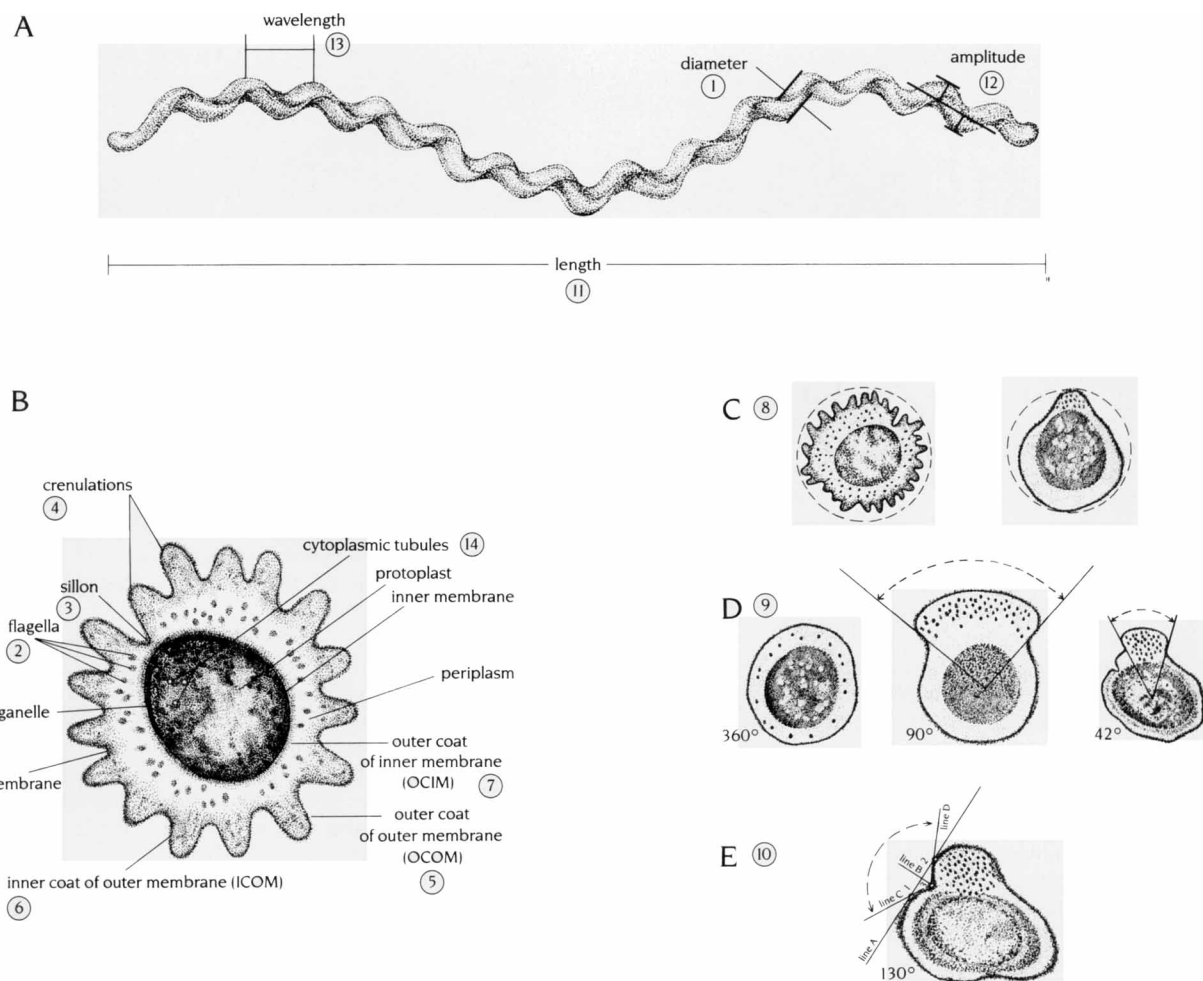 A
wavelength
13
diameter
1
amplitude
12
length
11
B
crenulations
4
sillon
3
flagella
2
ganelle
embrane
cytoplasmic tubules 14
protoplast
inner membrane
periplasm
outer coat
of inner membrane
(OCIM) 7
outer coat
of outer membrane
(OCOM)
5
inner coat of outer membrane (ICOM)
6
C 8
D 9
360°
90°
42°
E 10
line D
2
line B
line C 1
line A
130°